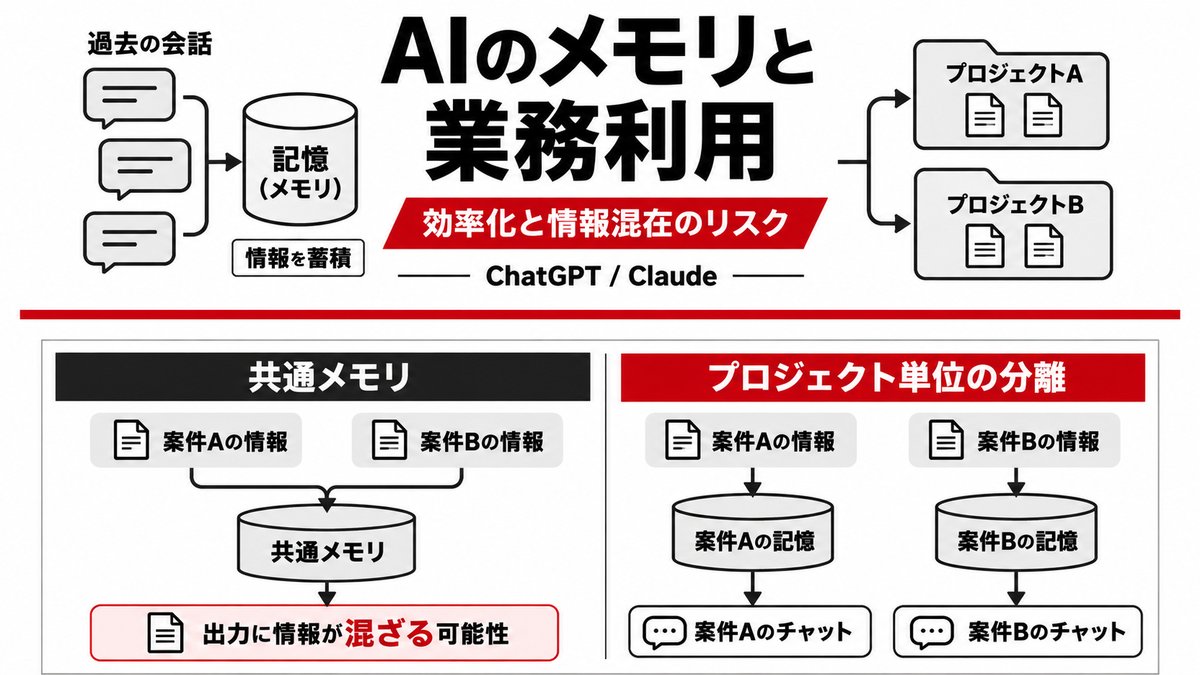 過去の会話
記憶
(メモリ)
情報を蓄積
AIのメモリと
業務利用
効率化と情報混在のリスク
ChatGPT / Claude
プロジェクトA
プロジェクトB
共通メモリ
案件Aの情報
案件Bの情報
共通メモリ
出力に情報が混ざる可能性
プロジェクト単位の分離
案件Aの情報
案件Bの情報
案件Aの記憶
案件Bの記憶
案件Aのチャット
案件Bのチャット